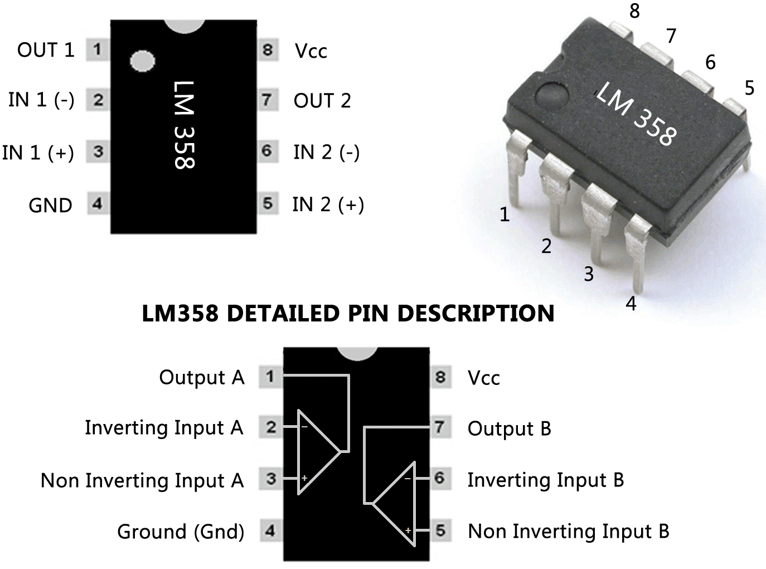 OUT 1 1 8 Vcc
IN 1 (-) 2 7 OUT 2
IN 1 (+) 3 6 IN 2 (-)
GND 4 5 IN 2 (+)
LM 358
8
7
6
5
LM 358
1
2
3
4
LM358 DETAILED PIN DESCRIPTION
Output A 1 8 Vcc
Inverting Input A 2 − 7 Output B
Non Inverting Input A 3 + − 6 Inverting Input B
Ground (Gnd) 4 + 5 Non Inverting Input B